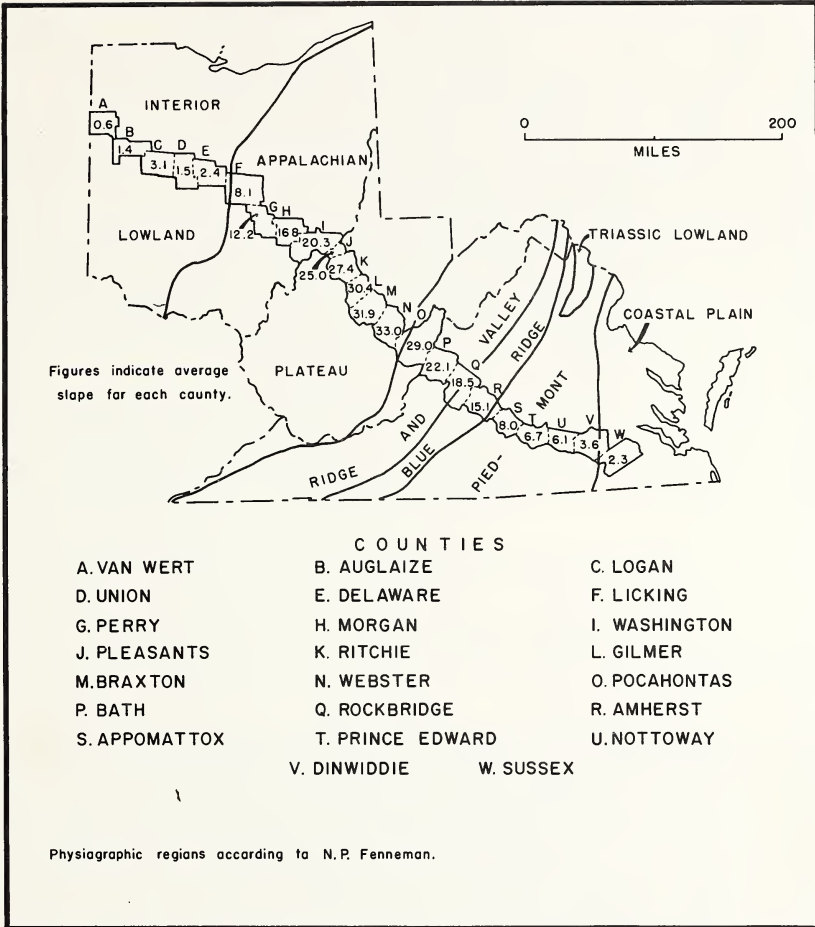 INTERIOR
LOWLAND
APPALACHIAN
PLATEAU
0 200
MILES
TRIASSIC LOWLAND
COASTAL PLAIN
VALLEY
RIDGE
AND
RIDGE
BLUE
PIED-
MONT
A
0.6
B
1.4
C
3.1
D
1.5
E
2.4
F
8.1
G
12.2
H
16.8
I
20.3
J
25.0
K
27.4
L
30.4
M
31.9
N
33.0
O
29.0
P
22.1
Q
18.5
R
15.1
S
8.0
T
6.7
U
6.1
V
3.6
W
2.3
Figures indicate average
slope far each caunty.
COUNTIES
A. VAN WERT B. AUGLAIZE C. LOGAN
D. UNION E. DELAWARE F. LICKING
G. PERRY H. MORGAN I. WASHINGTON
J. PLEASANTS K. RITCHIE L. GILMER
M. BRAXTON N. WEBSTER O. POCAHONTAS
P. BATH Q. ROCKBRIDGE R. AMHERST
S. APPOMATTOX T. PRINCE EDWARD U. NOTTOWAY
V. DINWIDDIE W. SUSSEX
Physiagraphic regians accarding ta N.P. Fenneman.